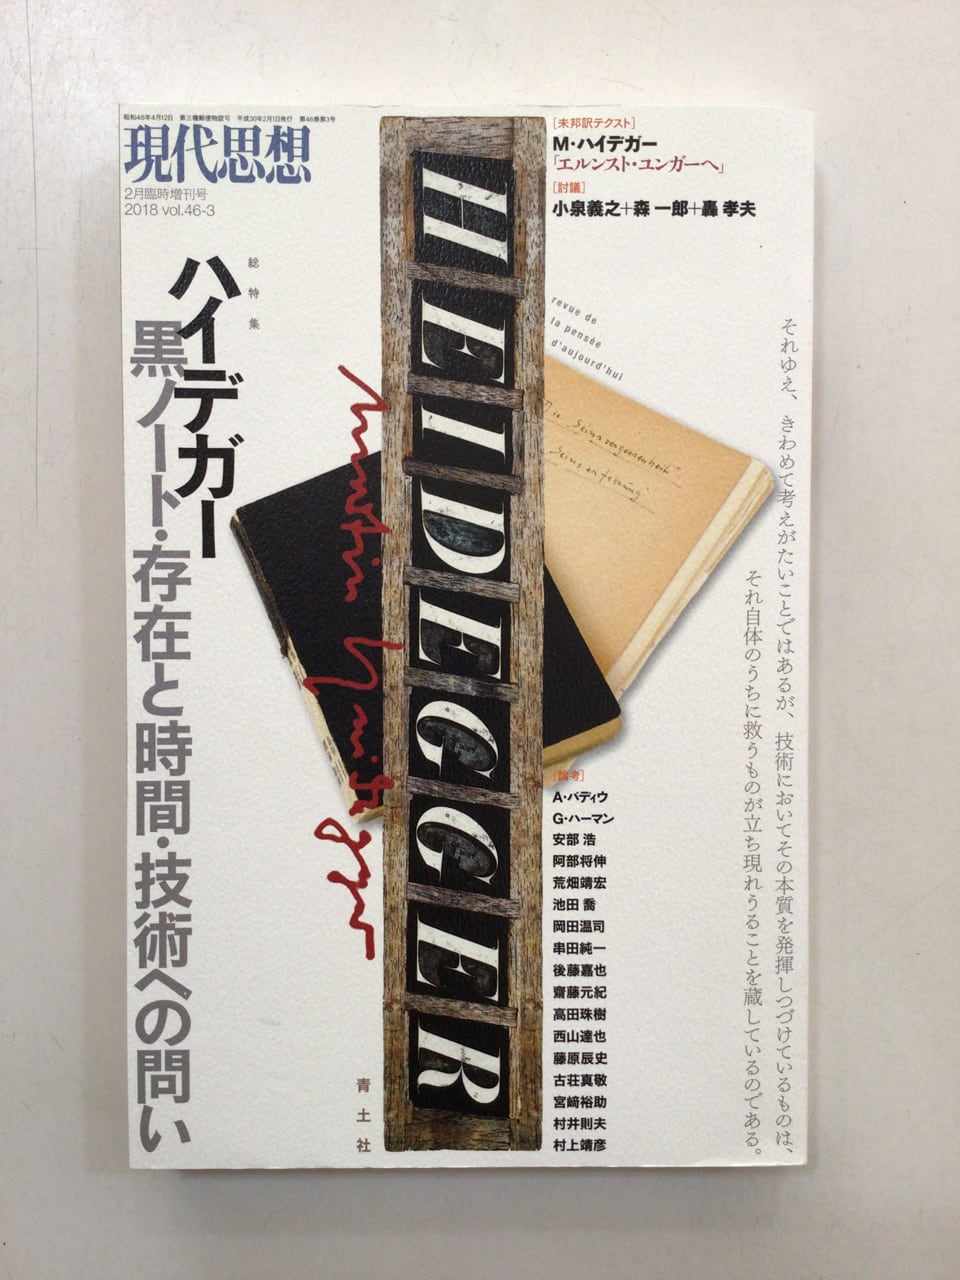 昭和48年4月12日 第三種郵便物認可 平成30年2月1日発行 第46巻第3号
現代思想
2月臨時増刊号
2018 vol.46-3
総特集
ハイデガー
黒ノート・存在と時間・技術への問い
HEIDEGGER
青土社
[未邦訳テクスト]
M・ハイデガー
「エルンスト・ユンガーへ」
[討議]
小泉義之+森 一郎+轟 孝夫
revue de
la pensée
d'aujourd'hui
"Die Seinsvergessenheit"
それゆえ、きわめて考えがたいことではあるが、技術においてその本質を発揮しつづけているものは、
それ自体のうちに救うものが立ち現れうることを蔵しているのである。
[論考]
A・バディウ
G・ハーマン
安部 浩
阿部将伸
荒畑靖宏
池田 喬
岡田温司
串田純一
後藤嘉也
齋藤元紀
高田珠樹
西山達也
藤原辰史
古荘真敬
宮﨑裕助
村井則夫
村上靖彦
Martin Heidegger